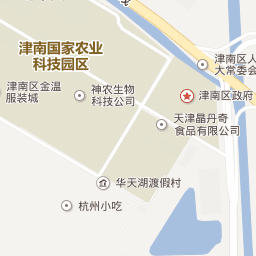 津南国家农业
科技园区
津南区人
大常委会
津南区金温
服装城
神农生物
科技公司
津南区政府
天津晶丹奇
食品有限公司
华天湖渡假村
杭州小吃